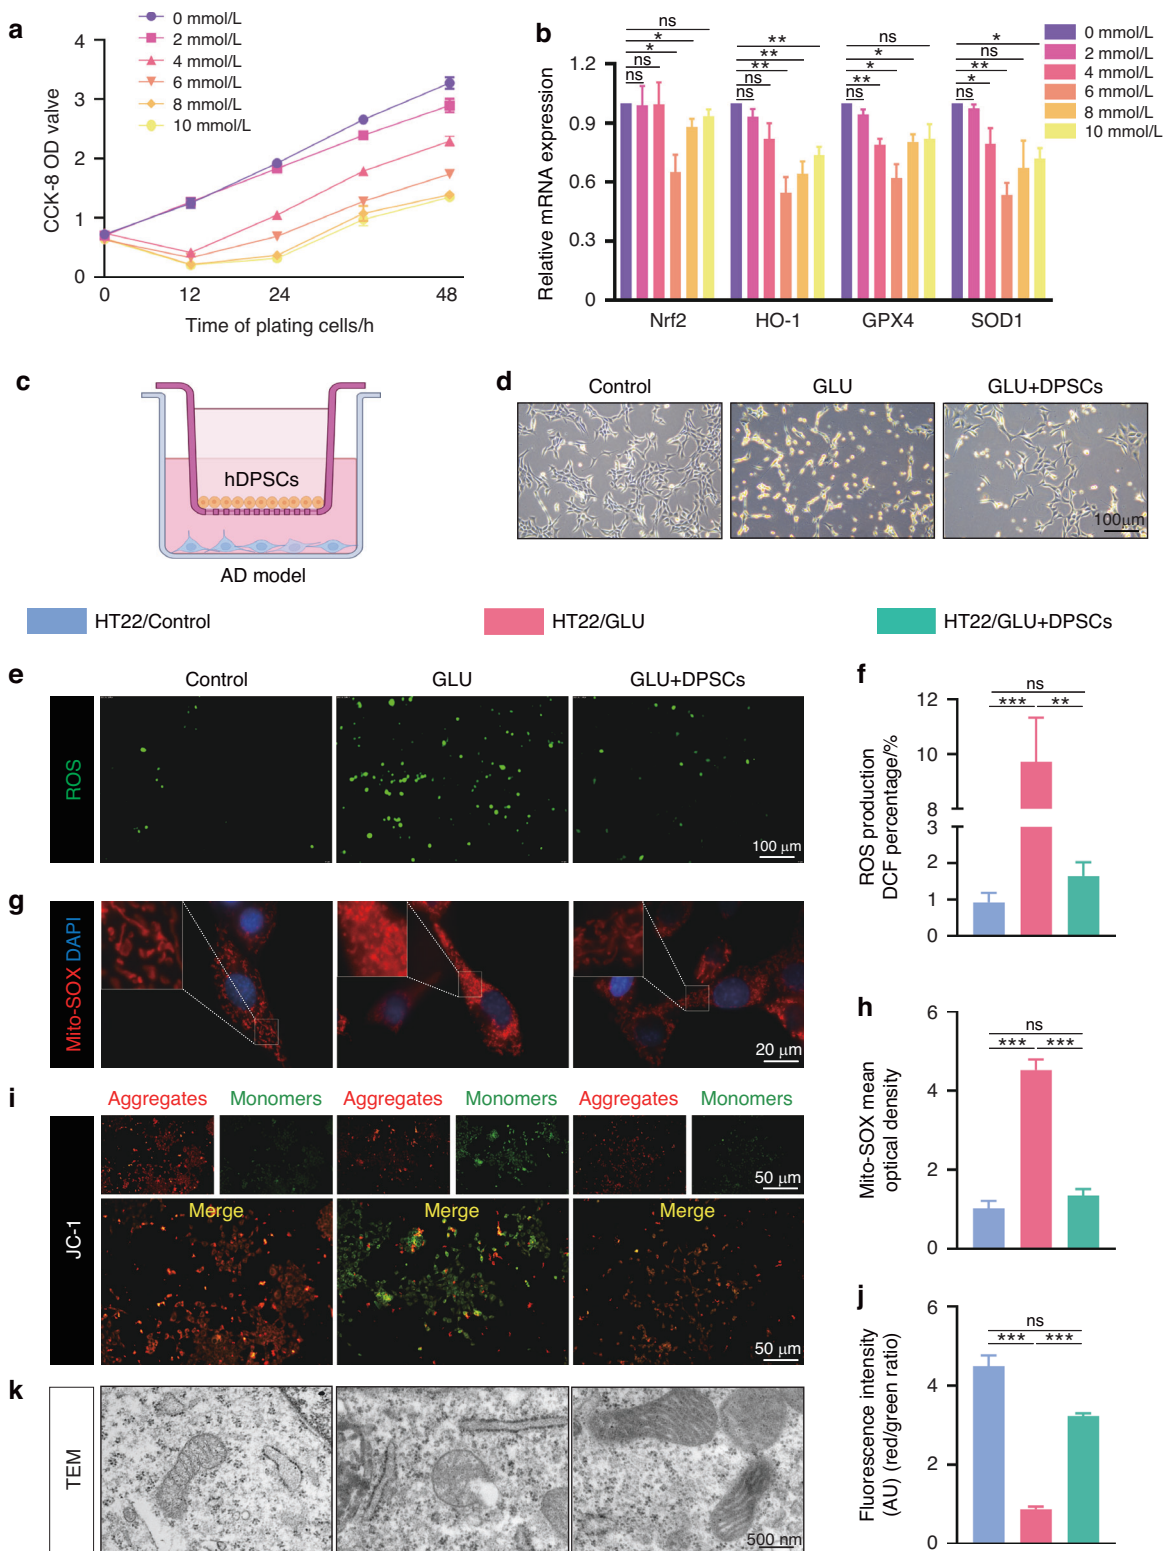 a
0 mmol/L
2 mmol/L
4 mmol/L
6 mmol/L
8 mmol/L
10 mmol/L
CCK-8 OD valve
4
3
2
1
0
0
12
24
48
Time of plating cells/h
b
ns
*
*
ns
ns
**
**
**
ns
ns
ns
*
*
**
ns
*
ns
**
*
ns
0 mmol/L
2 mmol/L
4 mmol/L
6 mmol/L
8 mmol/L
10 mmol/L
Relative mRNA expression
1.2
0.9
0.6
0.3
0
Nrf2
HO-1
GPX4
SOD1
c
hDPSCs
AD model
d
Control
GLU
GLU+DPSCs
100μm
HT22/Control
HT22/GLU
HT22/GLU+DPSCs
e
Control
GLU
GLU+DPSCs
ROS
100 μm
f
ns
***
**
ROS production
DCF percentage/%
12
10
8
3
2
1
0
g
Mito-SOX DAPI
20 μm
h
ns
***
***
Mito-SOX mean
optical density
6
4
2
0
i
Aggregates
Monomers
Aggregates
Monomers
Aggregates
Monomers
50 μm
JC-1
Merge
Merge
Merge
50 μm
j
ns
***
***
Fluorescence intensity
(AU) (red/green ratio)
6
4
2
0
k
TEM
500 nm